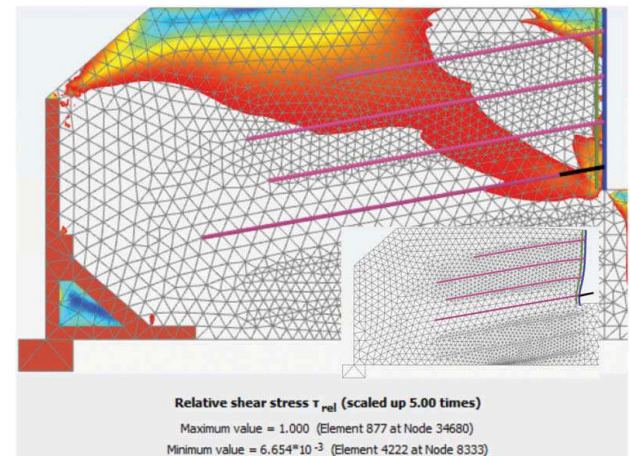 Relative shear stress τ rel (scaled up 5.00 times)
Maximum value = 1.000 (Element 877 at Node 34680)
Minimum value = 6.654*10 -3 (Element 4222 at Node 8333)